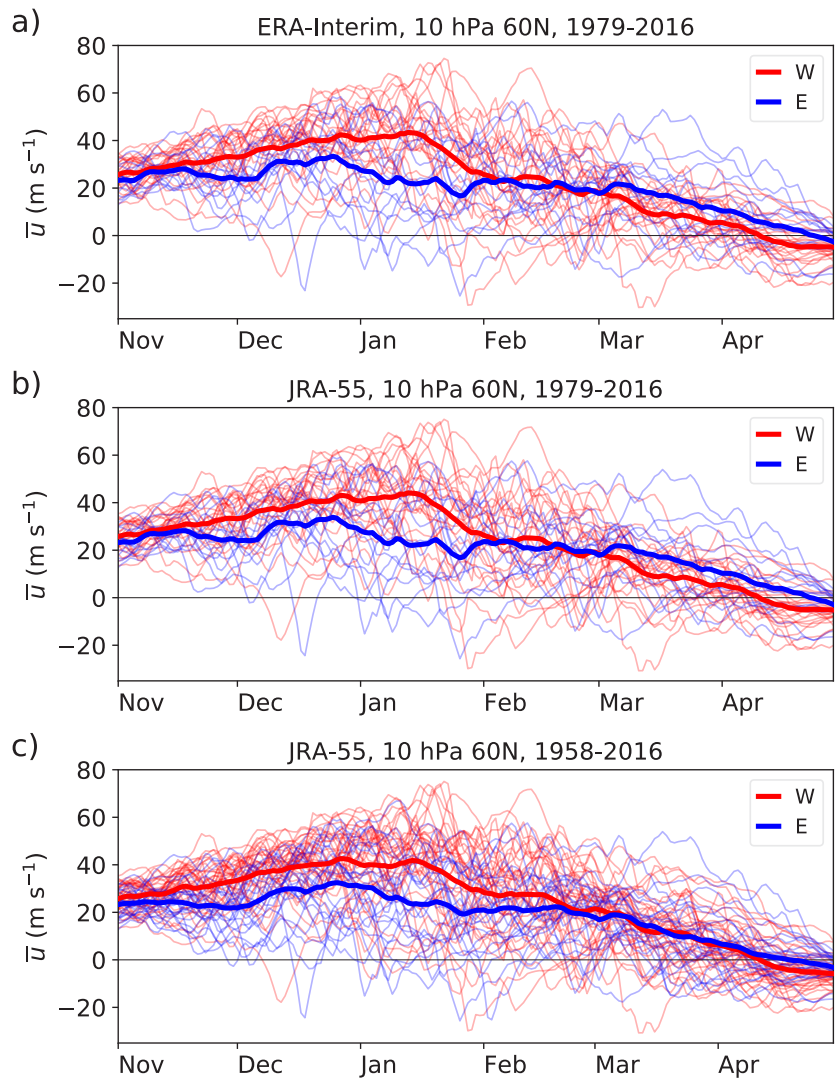 a)
ERA-Interim, 10 hPa 60N, 1979-2016
80
60
40
20
0
−20
u̅ (m s⁻¹)
W
E
Nov Dec Jan Feb Mar Apr
b)
JRA-55, 10 hPa 60N, 1979-2016
80
60
40
20
0
−20
u̅ (m s⁻¹)
W
E
Nov Dec Jan Feb Mar Apr
c)
JRA-55, 10 hPa 60N, 1958-2016
80
60
40
20
0
−20
u̅ (m s⁻¹)
W
E
Nov Dec Jan Feb Mar Apr